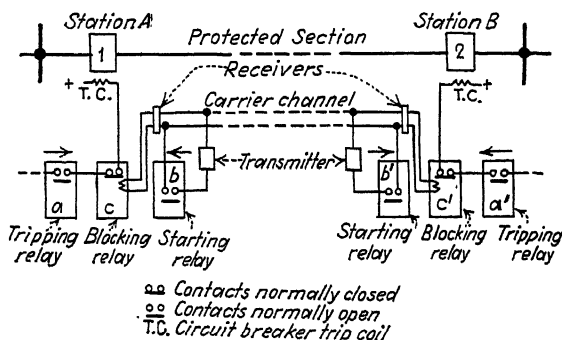 Station A
Station B
1
Protected Section
2
Receivers
+
T.C.
T.C.
+
Carrier channel
Transmitter
a
c
b
b'
c'
a'
Tripping relay
Blocking relay
Starting relay
Starting relay
Blocking relay
Tripping relay
Contacts normally closed
Contacts normally open
T.C. Circuit breaker trip coil